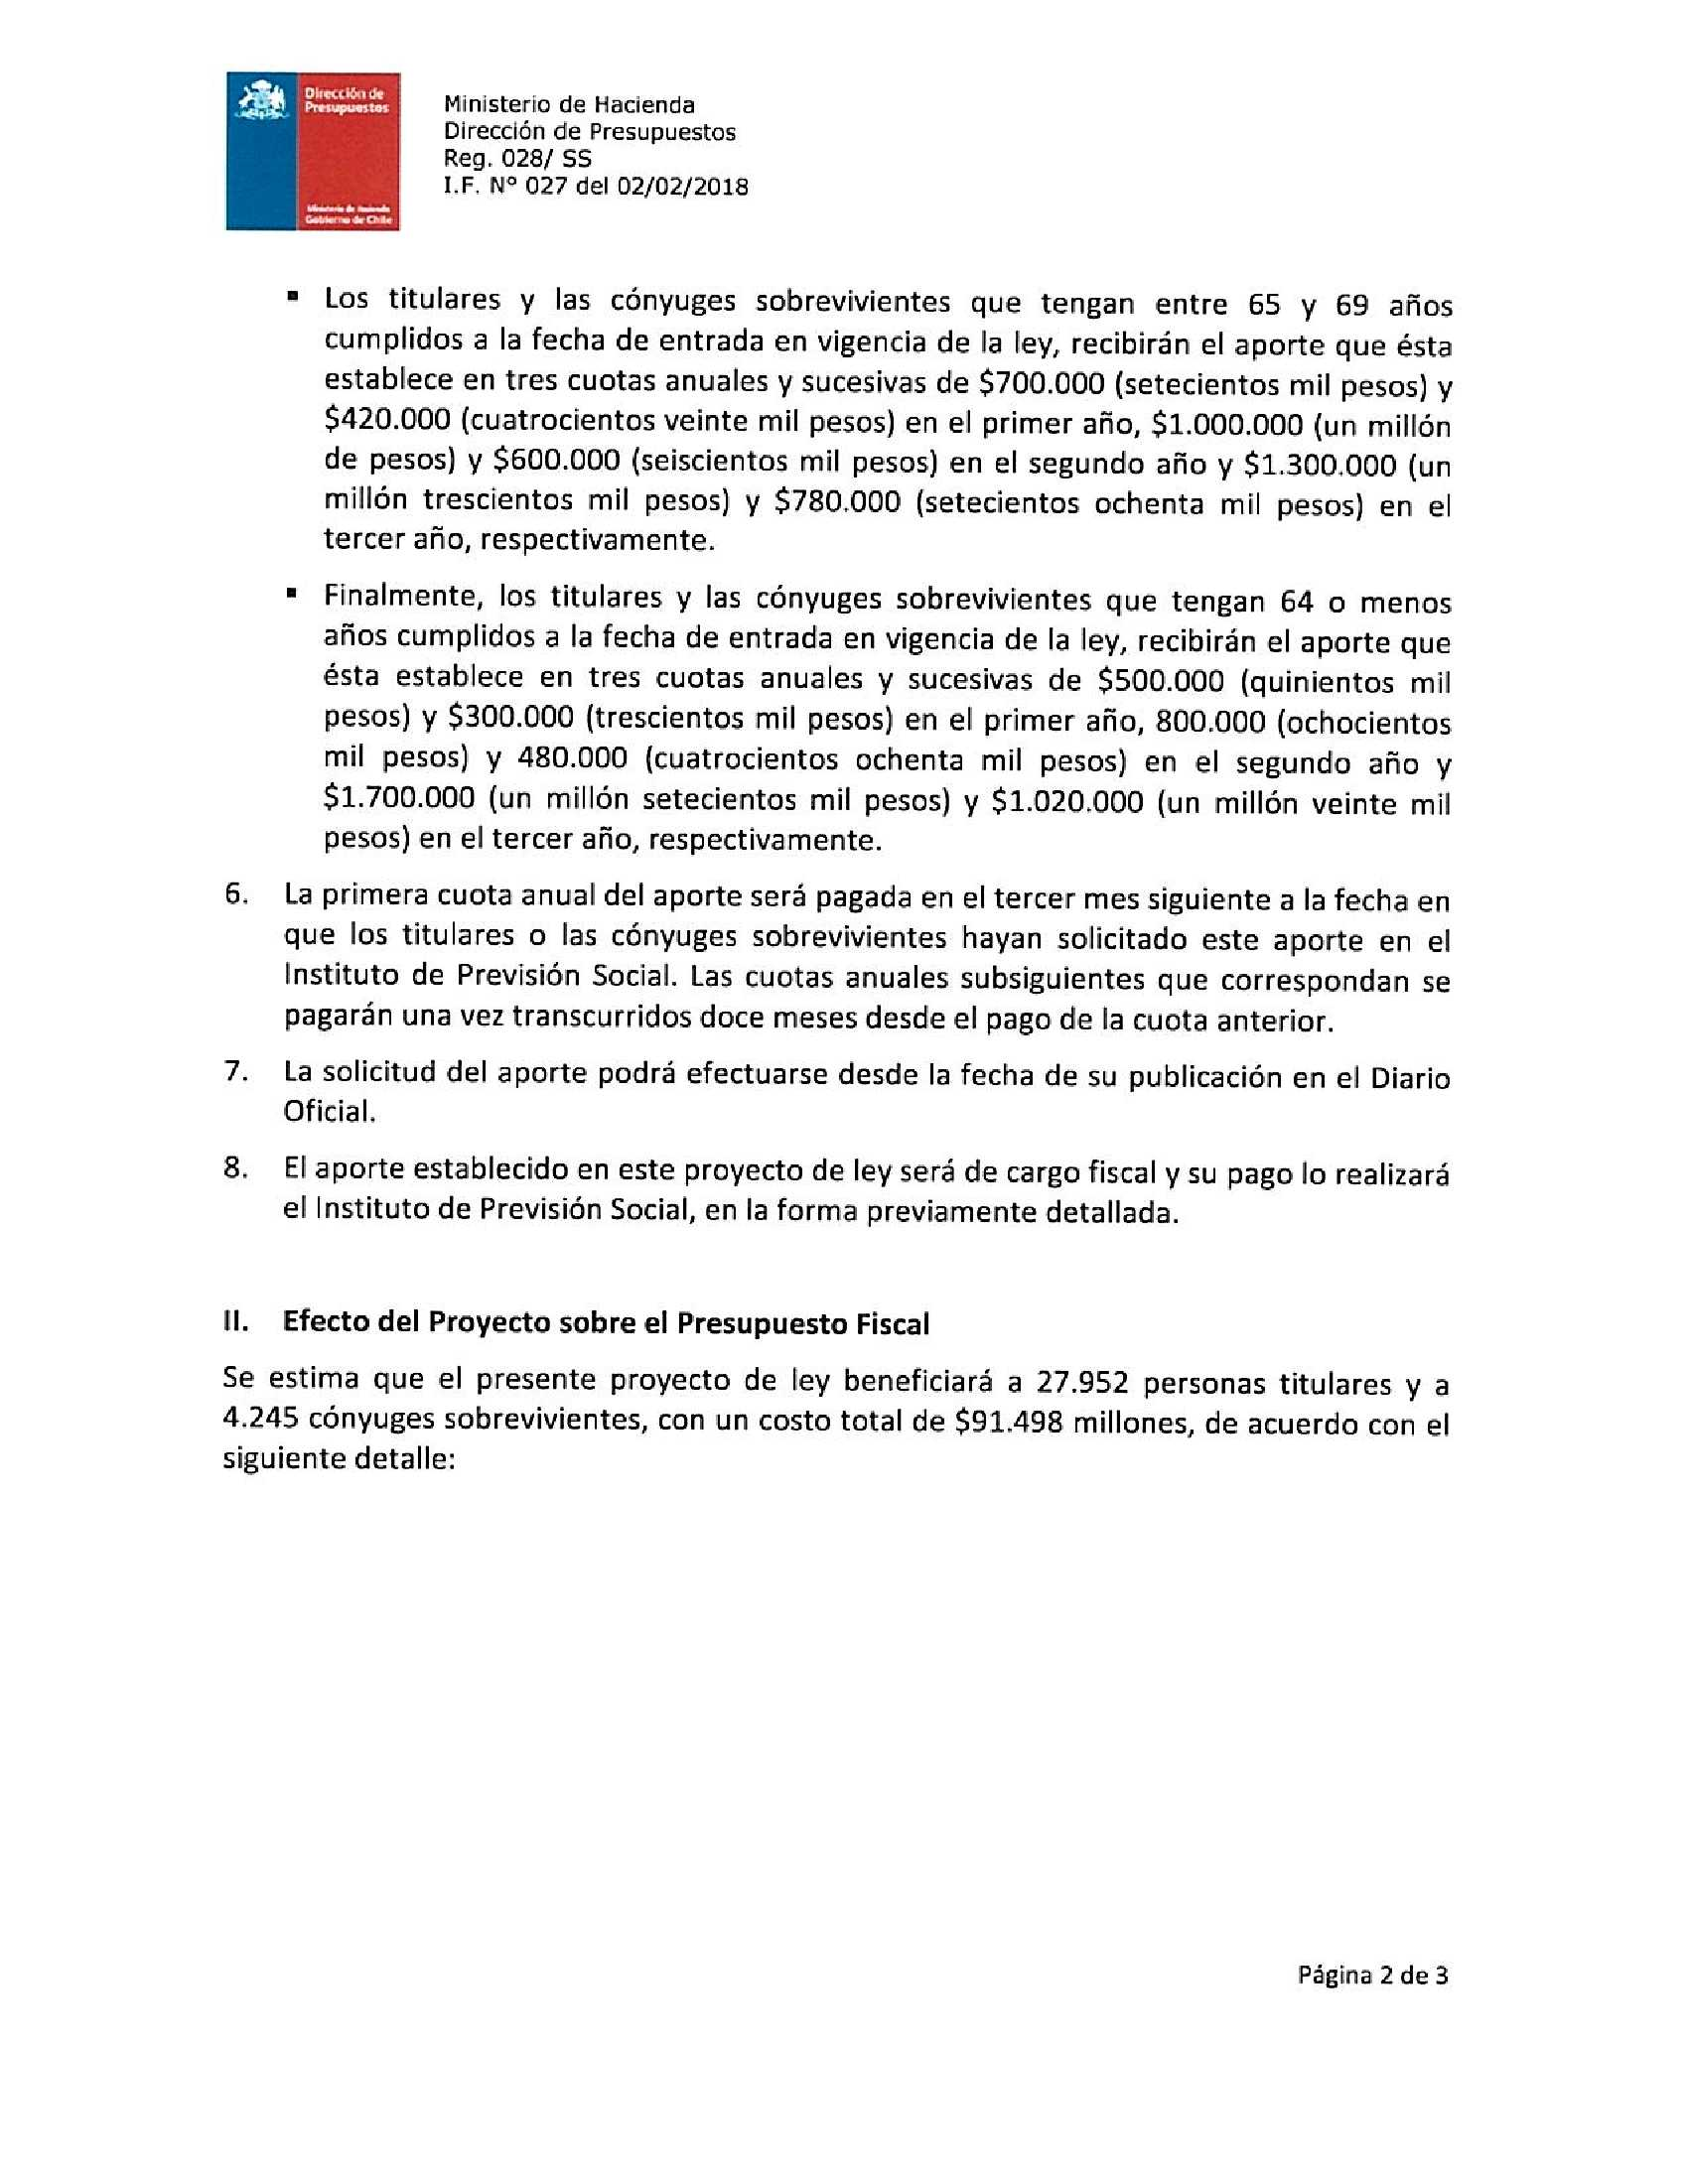 Dirección de
Presupuestos
Ministerio de Hacienda
Gobierno de Chile
Ministerio de Hacienda
Dirección de Presupuestos
Reg. 028/ SS
I.F. Nº 027 del 02/02/2018
▪ Los titulares y las cónyuges sobrevivientes que tengan entre 65 y 69 años
cumplidos a la fecha de entrada en vigencia de la ley, recibirán el aporte que ésta
establece en tres cuotas anuales y sucesivas de $700.000 (setecientos mil pesos) y
$420.000 (cuatrocientos veinte mil pesos) en el primer año, $1.000.000 (un millón
de pesos) y $600.000 (seiscientos mil pesos) en el segundo año y $1.300.000 (un
millón trescientos mil pesos) y $780.000 (setecientos ochenta mil pesos) en el
tercer año, respectivamente.
▪ Finalmente, los titulares y las cónyuges sobrevivientes que tengan 64 o menos
años cumplidos a la fecha de entrada en vigencia de la ley, recibirán el aporte que
ésta establece en tres cuotas anuales y sucesivas de $500.000 (quinientos mil
pesos) y $300.000 (trescientos mil pesos) en el primer año, 800.000 (ochocientos
mil pesos) y 480.000 (cuatrocientos ochenta mil pesos) en el segundo año y
$1.700.000 (un millón setecientos mil pesos) y $1.020.000 (un millón veinte mil
pesos) en el tercer año, respectivamente.
6. La primera cuota anual del aporte será pagada en el tercer mes siguiente a la fecha en
que los titulares o las cónyuges sobrevivientes hayan solicitado este aporte en el
Instituto de Previsión Social. Las cuotas anuales subsiguientes que correspondan se
pagarán una vez transcurridos doce meses desde el pago de la cuota anterior.
7. La solicitud del aporte podrá efectuarse desde la fecha de su publicación en el Diario
Oficial.
8. El aporte establecido en este proyecto de ley será de cargo fiscal y su pago lo realizará
el Instituto de Previsión Social, en la forma previamente detallada.
II. Efecto del Proyecto sobre el Presupuesto Fiscal
Se estima que el presente proyecto de ley beneficiará a 27.952 personas titulares y a
4.245 cónyuges sobrevivientes, con un costo total de $91.498 millones, de acuerdo con el
siguiente detalle:
Página 2 de 3